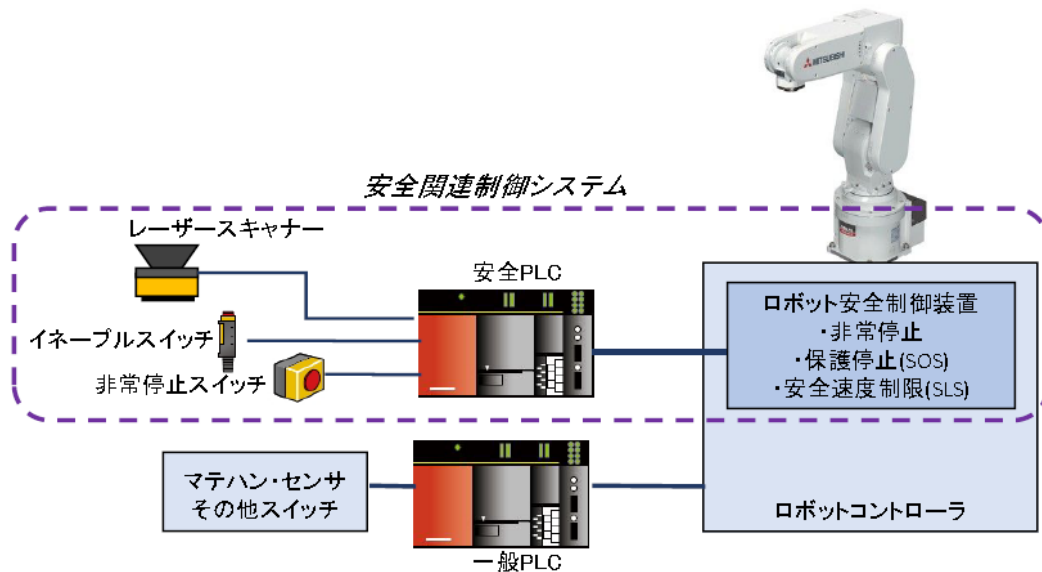 MITSUBISHI
安全関連制御システム
レーザースキャナー
安全PLC
イネーブルスイッチ
非常停止スイッチ
ロボット安全制御装置
・非常停止
・保護停止(SOS)
・安全速度制限(SLS)
マテハン・センサ
その他スイッチ
一般PLC
ロボットコントローラ